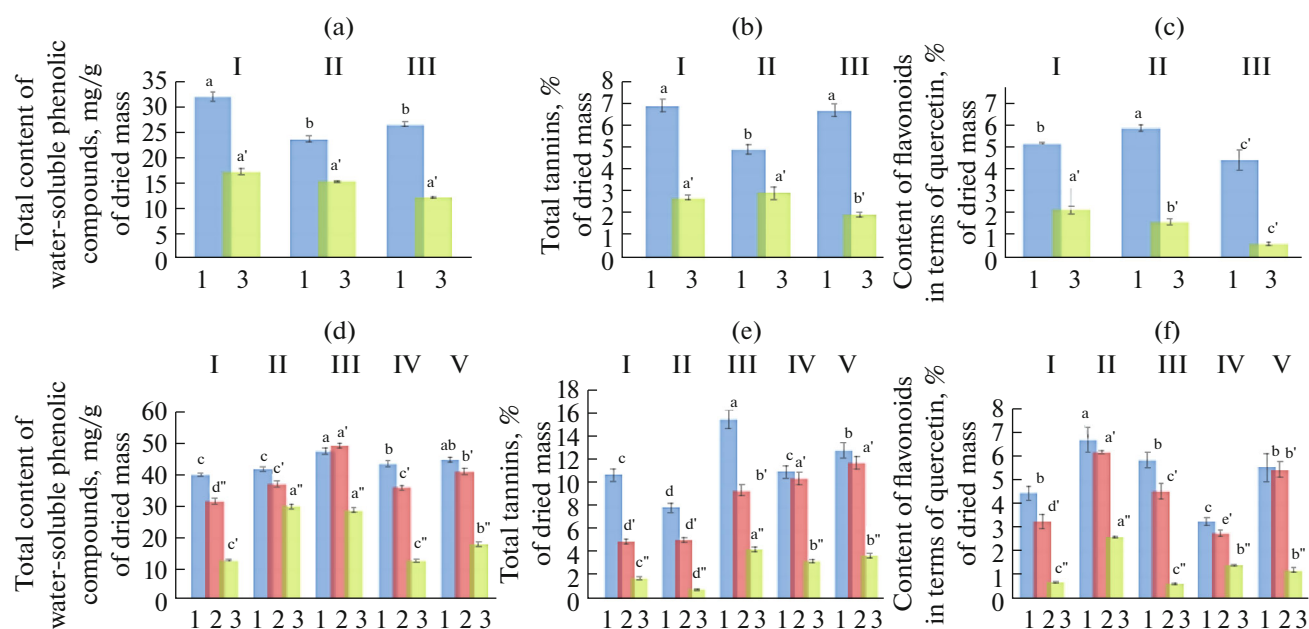 (a)
Total content of
water-soluble phenolic
compounds, mg/g
of dried mass
I II III
35
30
25
20
15
10
5
0
a
a'
b
a'
b
a'
1 3 1 3 1 3
(b)
Total tannins, %
of dried mass
I II III
8
7
6
5
4
3
2
1
0
a
a'
b
a'
a
b'
1 3 1 3 1 3
(c)
Content of flavonoids
in terms of quercetin, %
of dried mass
I II III
7
6
5
4
3
2
1
0
b
a'
a
b'
c'
c'
1 3 1 3 1 3
(d)
Total content of
water-soluble phenolic
compounds, mg/g
of dried mass
I II III IV V
60
50
40
30
20
10
0
c
d"
c'
c
c'
a"
a
a'
a"
b
c'
c"
ab
b'
b"
1 2 3 1 2 3 1 2 3 1 2 3 1 2 3
(e)
Total tannins, %
of dried mass
I II III IV V
18
16
14
12
10
8
6
4
2
0
c
d'
c"
d
d'
d"
a
b'
a"
c
a'
b"
b
a'
b"
1 2 3 1 2 3 1 2 3 1 2 3 1 2 3
(f)
Content of flavonoids
in terms of quercetin, %
of dried mass
I II III IV V
8
7
6
5
4
3
2
1
0
b
d'
c"
a
a'
a"
b
c'
c"
c
e'
b"
b
b'
b"
1 2 3 1 2 3 1 2 3 1 2 3 1 2 3